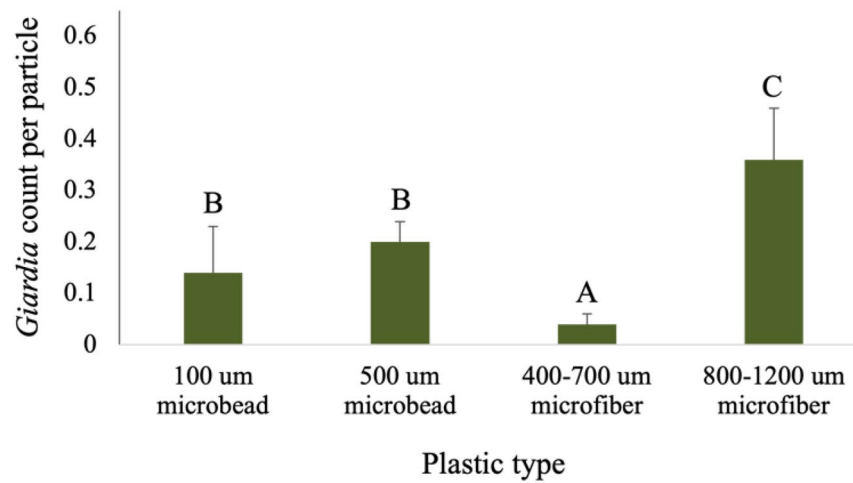 Giardia count per particle
0.6
0.5
0.4
0.3
0.2
0.1
0
B
B
A
C
100 um
microbead
500 um
microbead
400-700 um
microfiber
800-1200 um
microfiber
Plastic type